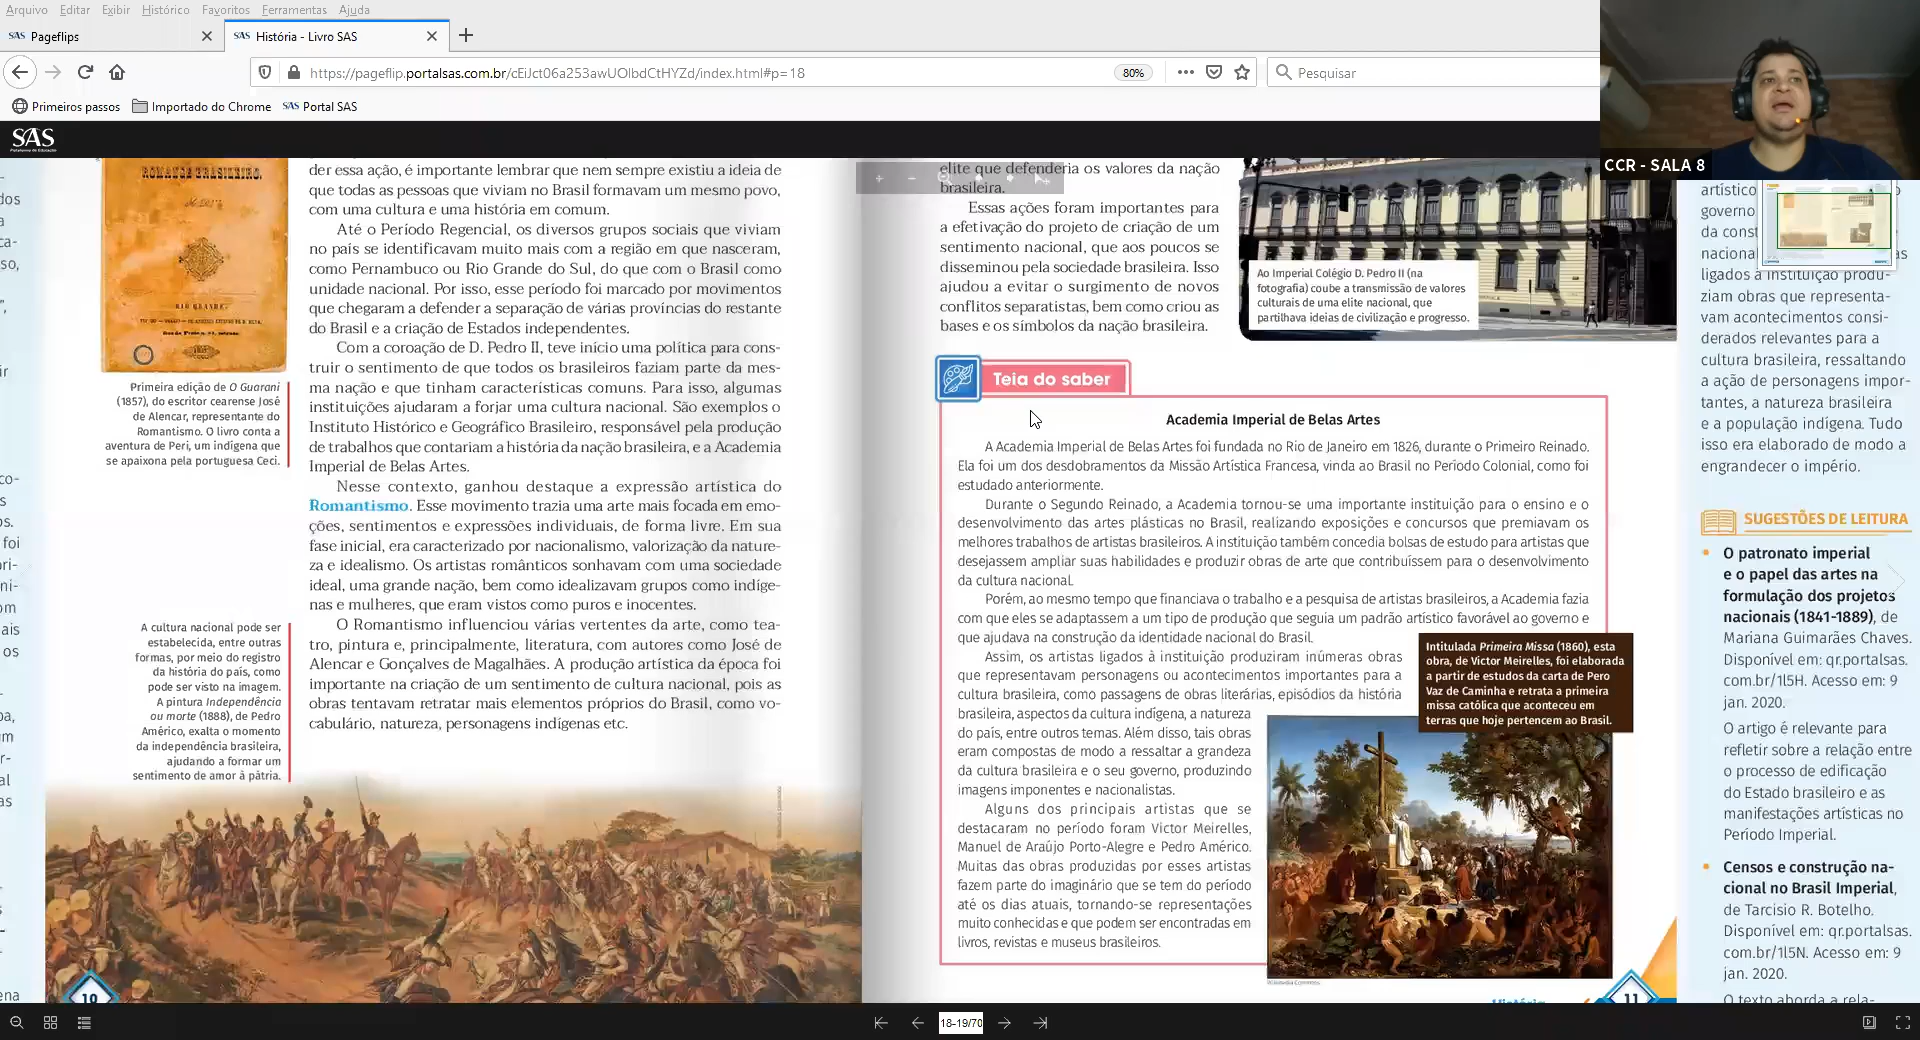 Arquivo Editar Exibir Histórico Favoritos Ferramentas Ajuda
SAS Pageflips
SAS História - Livro SAS
https://pageflip.portalsas.com.br/cEiJct06a253awUOlbdCtHYZd/index.html#p=18
80%
Pesquisar
Primeiros passos
Importado do Chrome
SAS Portal SAS
SAS
CCR - SALA 8
ROMANCE BRASILEIRO.
Primeira edição de O Guarani
(1857), do escritor cearense José
de Alencar, representante do
Romantismo. O livro conta a
aventura de Peri, um indígena que
se apaixona pela portuguesa Ceci.
A cultura nacional pode ser
estabelecida, entre outras
formas, por meio do registro
da história do país, como
pode ser visto na imagem.
A pintura Independência
ou morte (1888), de Pedro
Américo, exalta o momento
da independência brasileira,
ajudando a formar um
sentimento de amor à pátria.
der essa ação, é importante lembrar que nem sempre existiu a ideia de
que todas as pessoas que viviam no Brasil formavam um mesmo povo,
com uma cultura e uma história em comum.
Até o Período Regencial, os diversos grupos sociais que viviam
no país se identificavam muito mais com a região em que nasceram,
como Pernambuco ou Rio Grande do Sul, do que com o Brasil como
unidade nacional. Por isso, esse período foi marcado por movimentos
que chegaram a defender a separação de várias províncias do restante
do Brasil e a criação de Estados independentes.
Com a coroação de D. Pedro II, teve início uma política para cons-
truir o sentimento de que todos os brasileiros faziam parte da mes-
ma nação e que tinham características comuns. Para isso, algumas
instituições ajudaram a forjar uma cultura nacional. São exemplos o
Instituto Histórico e Geográfico Brasileiro, responsável pela produção
de trabalhos que contariam a história da nação brasileira, e a Academia
Imperial de Belas Artes.
Nesse contexto, ganhou destaque a expressão artística do
Romantismo. Esse movimento trazia uma arte mais focada em emo-
ções, sentimentos e expressões individuais, de forma livre. Em sua
fase inicial, era caracterizado por nacionalismo, valorização da nature-
za e idealismo. Os artistas românticos sonhavam com uma sociedade
ideal, uma grande nação, bem como idealizavam grupos como indíge-
nas e mulheres, que eram vistos como puros e inocentes.
O Romantismo influenciou várias vertentes da arte, como tea-
tro, pintura e, principalmente, literatura, com autores como José de
Alencar e Gonçalves de Magalhães. A produção artística da época foi
importante na criação de um sentimento de cultura nacional, pois as
obras tentavam retratar mais elementos próprios do Brasil, como vo-
cabulário, natureza, personagens indígenas etc.
10
elite que defenderia os valores da nação
brasileira.
Essas ações foram importantes para
a efetivação do projeto de criação de um
sentimento nacional, que aos poucos se
disseminou pela sociedade brasileira. Isso
ajudou a evitar o surgimento de novos
conflitos separatistas, bem como criou as
bases e os símbolos da nação brasileira.
Ao Imperial Colégio D. Pedro II (na
fotografia) coube a transmissão de valores
culturais de uma elite nacional, que
partilhava ideias de civilização e progresso.
Teia do saber
Academia Imperial de Belas Artes
A Academia Imperial de Belas Artes foi fundada no Rio de Janeiro em 1826, durante o Primeiro Reinado.
Ela foi um dos desdobramentos da Missão Artística Francesa, vinda ao Brasil no Período Colonial, como foi
estudado anteriormente.
Durante o Segundo Reinado, a Academia tornou-se uma importante instituição para o ensino e o
desenvolvimento das artes plásticas no Brasil, realizando exposições e concursos que premiavam os
melhores trabalhos de artistas brasileiros. A instituição também concedia bolsas de estudo para artistas que
desejassem ampliar suas habilidades e produzir obras de arte que contribuíssem para o desenvolvimento
da cultura nacional.
Porém, ao mesmo tempo que financiava o trabalho e a pesquisa de artistas brasileiros, a Academia fazia
com que eles se adaptassem a um tipo de produção que seguia um padrão artístico favorável ao governo e
que ajudava na construção da identidade nacional do Brasil.
Assim, os artistas ligados à instituição produziram inúmeras obras
que representavam personagens ou acontecimentos importantes para a
cultura brasileira, como passagens de obras literárias, episódios da história
brasileira, aspectos da cultura indígena, a natureza
do país, entre outros temas. Além disso, tais obras
eram compostas de modo a ressaltar a grandeza
da cultura brasileira e o seu governo, produzindo
imagens imponentes e nacionalistas.
Alguns dos principais artistas que se
destacaram no período foram Victor Meirelles,
Manuel de Araújo Porto-Alegre e Pedro Américo.
Muitas das obras produzidas por esses artistas
fazem parte do imaginário que se tem do período
até os dias atuais, tornando-se representações
muito conhecidas e que podem ser encontradas em
livros, revistas e museus brasileiros.
Intitulada Primeira Missa (1860), esta
obra, de Victor Meirelles, foi elaborada
a partir de estudos da carta de Pero
Vaz de Caminha e retrata a primeira
missa católica que aconteceu em
terras que hoje pertencem ao Brasil.
História
11
artístico
governo
da const
nacional
ligados à instituição produ-
ziam obras que representa-
vam acontecimentos consi-
derados relevantes para a
cultura brasileira, ressaltando
a ação de personagens impor-
tantes, a natureza brasileira
e a população indígena. Tudo
isso era elaborado de modo a
engrandecer o império.
SUGESTÕES DE LEITURA
• O patronato imperial
e o papel das artes na
formulação dos projetos
nacionais (1841-1889), de
Mariana Guimarães Chaves.
Disponível em: qr.portalsas.
com.br/1l5H. Acesso em: 9
jan. 2020.
O artigo é relevante para
refletir sobre a relação entre
o processo de edificação
do Estado brasileiro e as
manifestações artísticas no
Período Imperial.
• Censos e construção na-
cional no Brasil Imperial,
de Tarcisio R. Botelho.
Disponível em: qr.portalsas.
com.br/1l5N. Acesso em: 9
jan. 2020.
O texto aborda a rela-
18-19/70